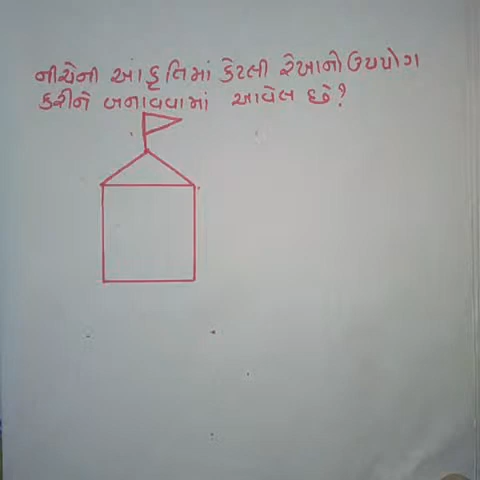 નીચેની આકૃતિમાં કેટલી રેખાનો ઉપયોગ
કરીને બનાવવામાં આવેલ છે?